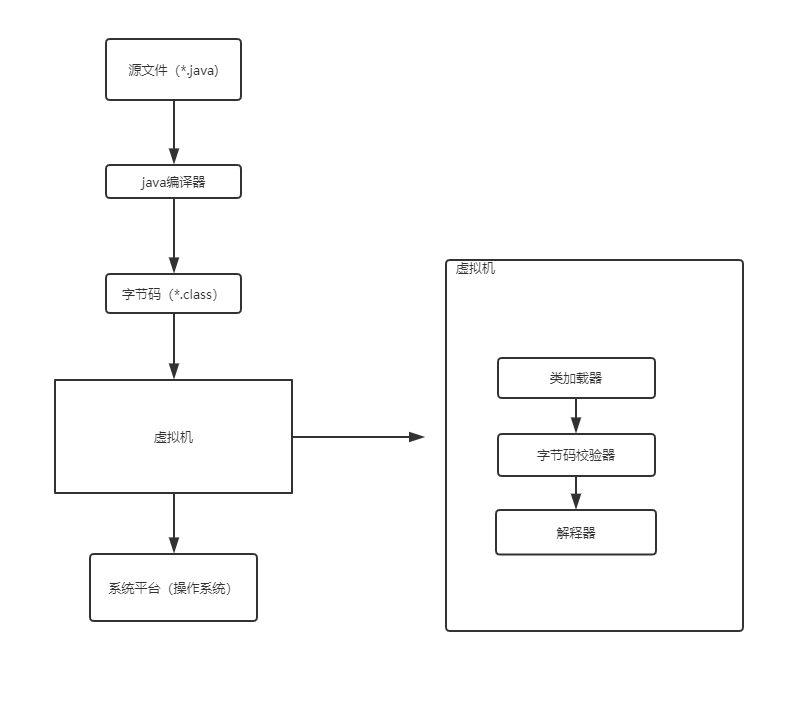 源文件（*.java)
java编译器
字节码（*.class）
虚拟机
系统平台（操作系统）
虚拟机
类加载器
字节码校验器
解释器